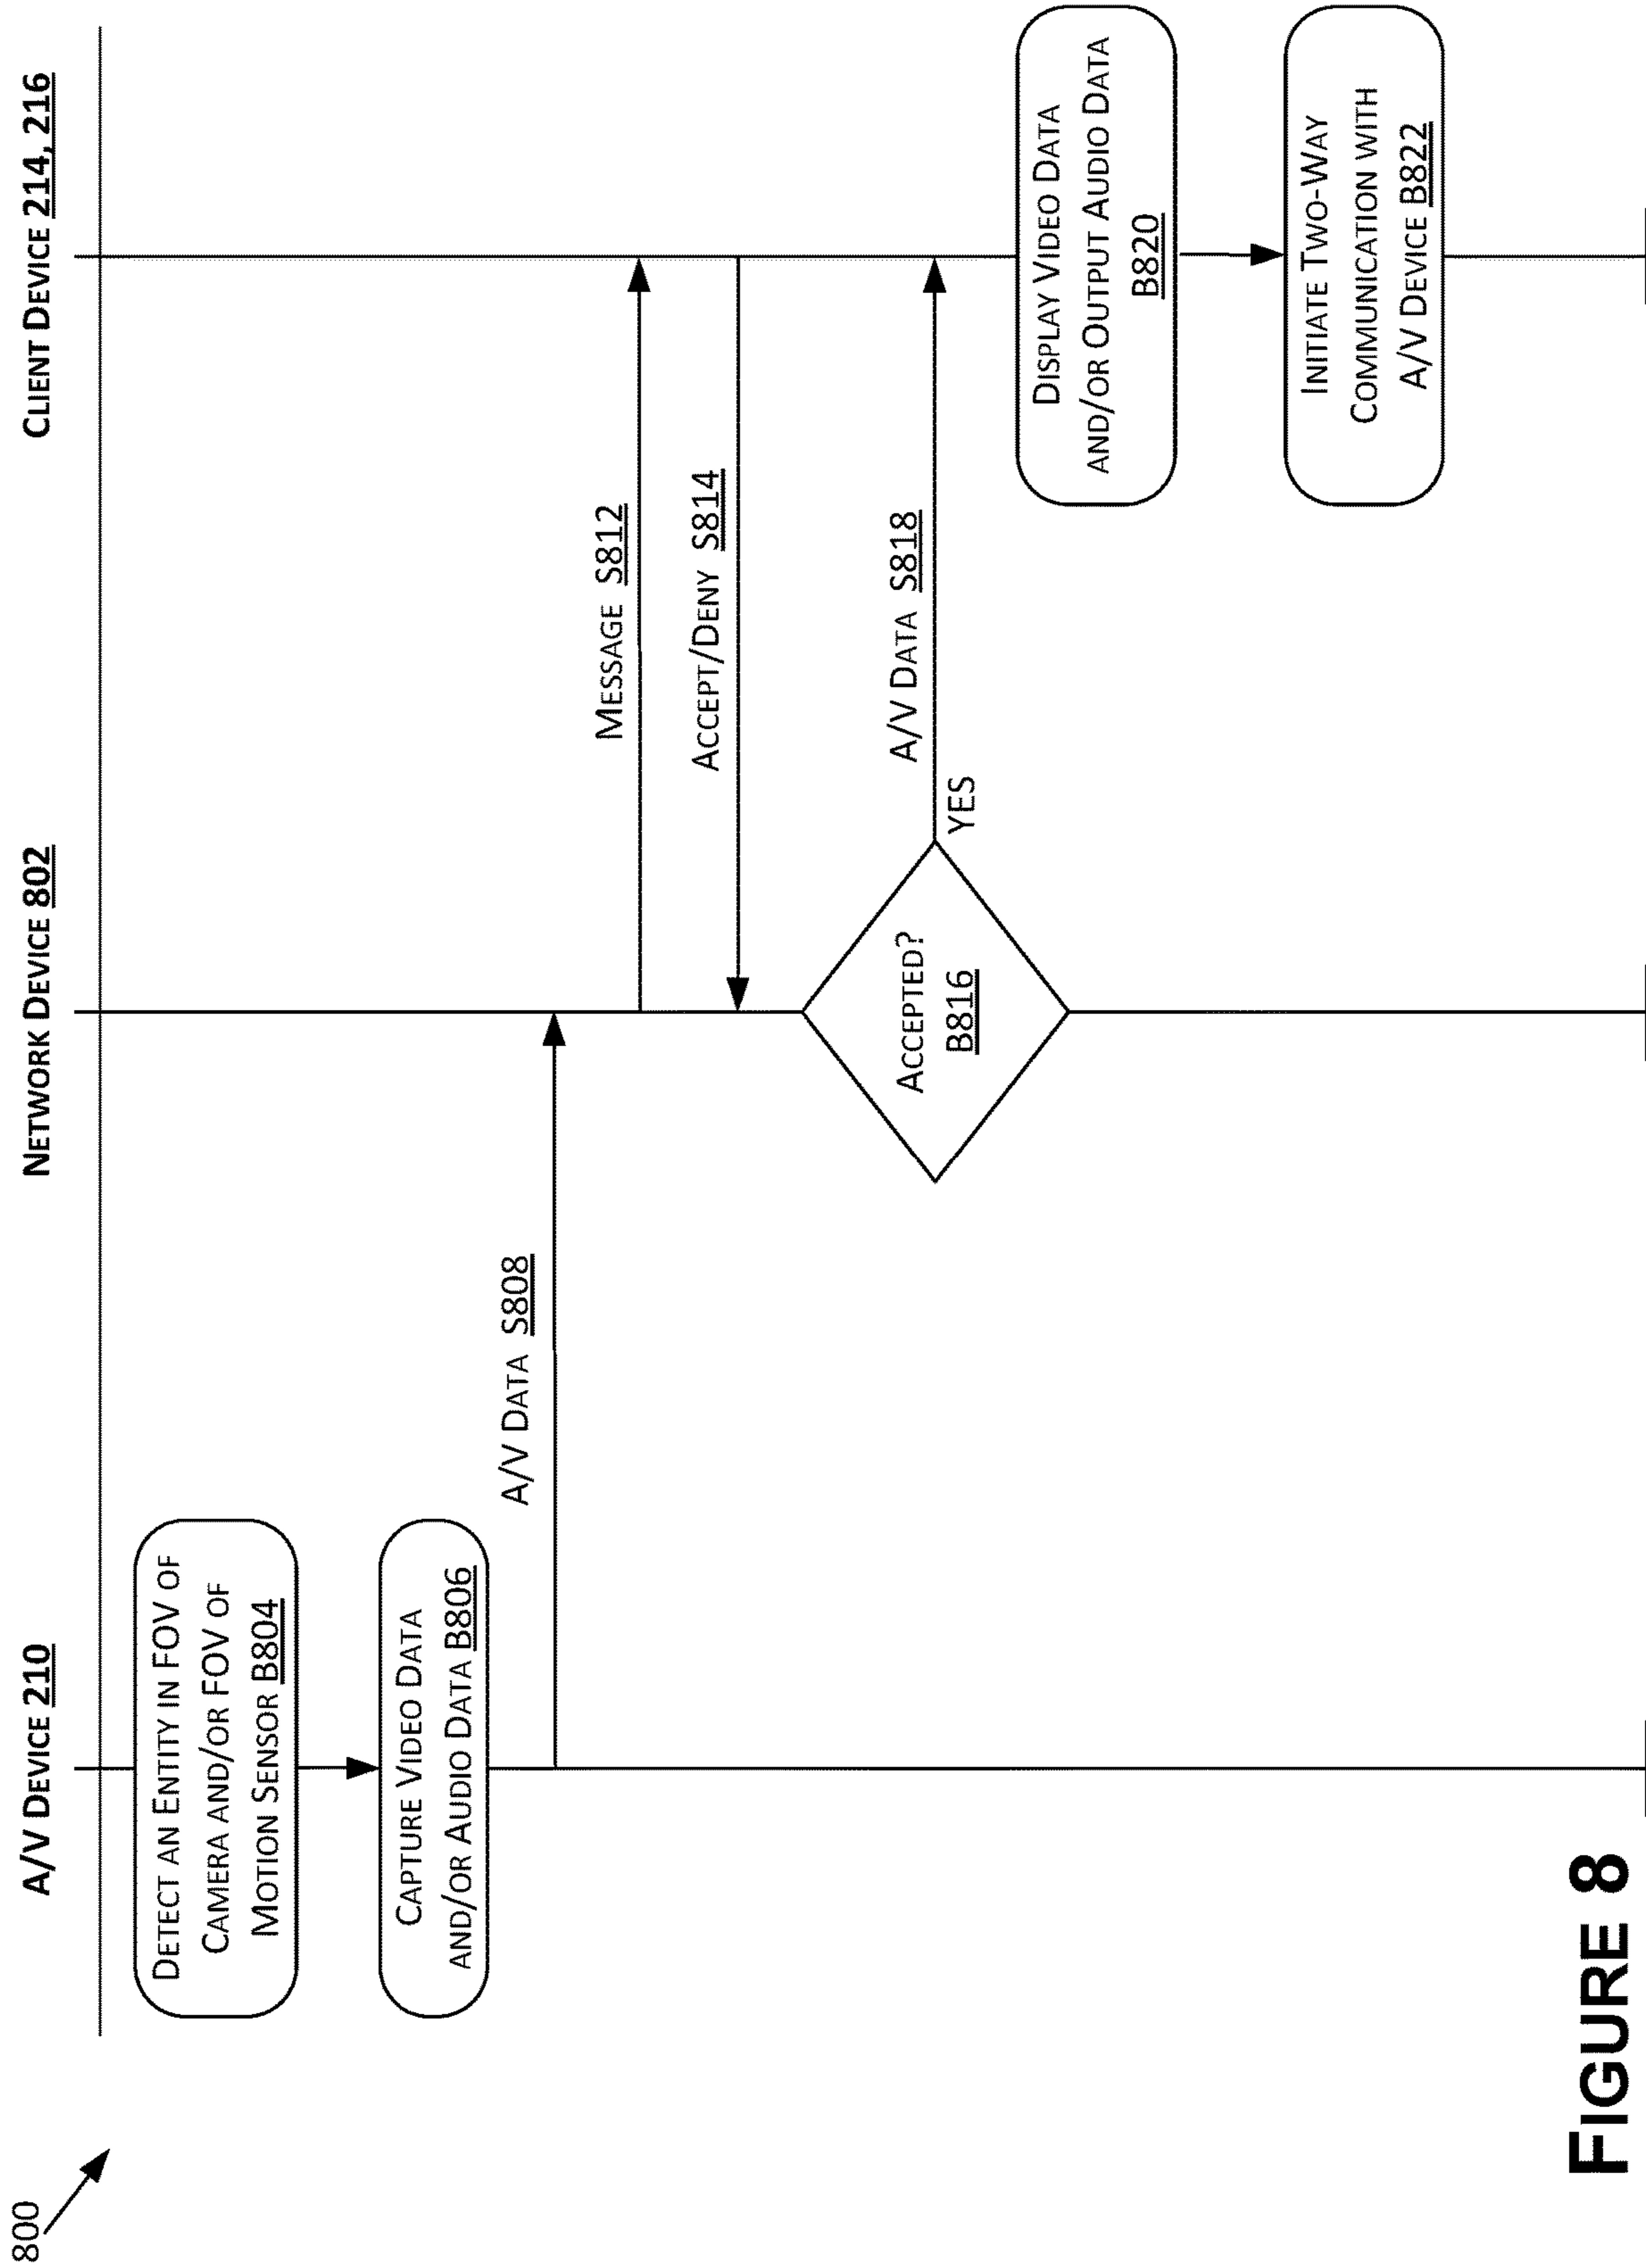 800
A/V DEVICE 210
NETWORK DEVICE 802
CLIENT DEVICE 214, 216
DETECT AN ENTITY IN FOV OF
CAMERA AND/OR FOV OF
MOTION SENSOR B804
CAPTURE VIDEO DATA
AND/OR AUDIO DATA B806
A/V DATA S808
MESSAGE S812
ACCEPT/DENY S814
ACCEPTED?
B816
YES
A/V DATA S818
DISPLAY VIDEO DATA
AND/OR OUTPUT AUDIO DATA
B820
INITIATE TWO-WAY
COMMUNICATION WITH
A/V DEVICE B822
FIGURE 8